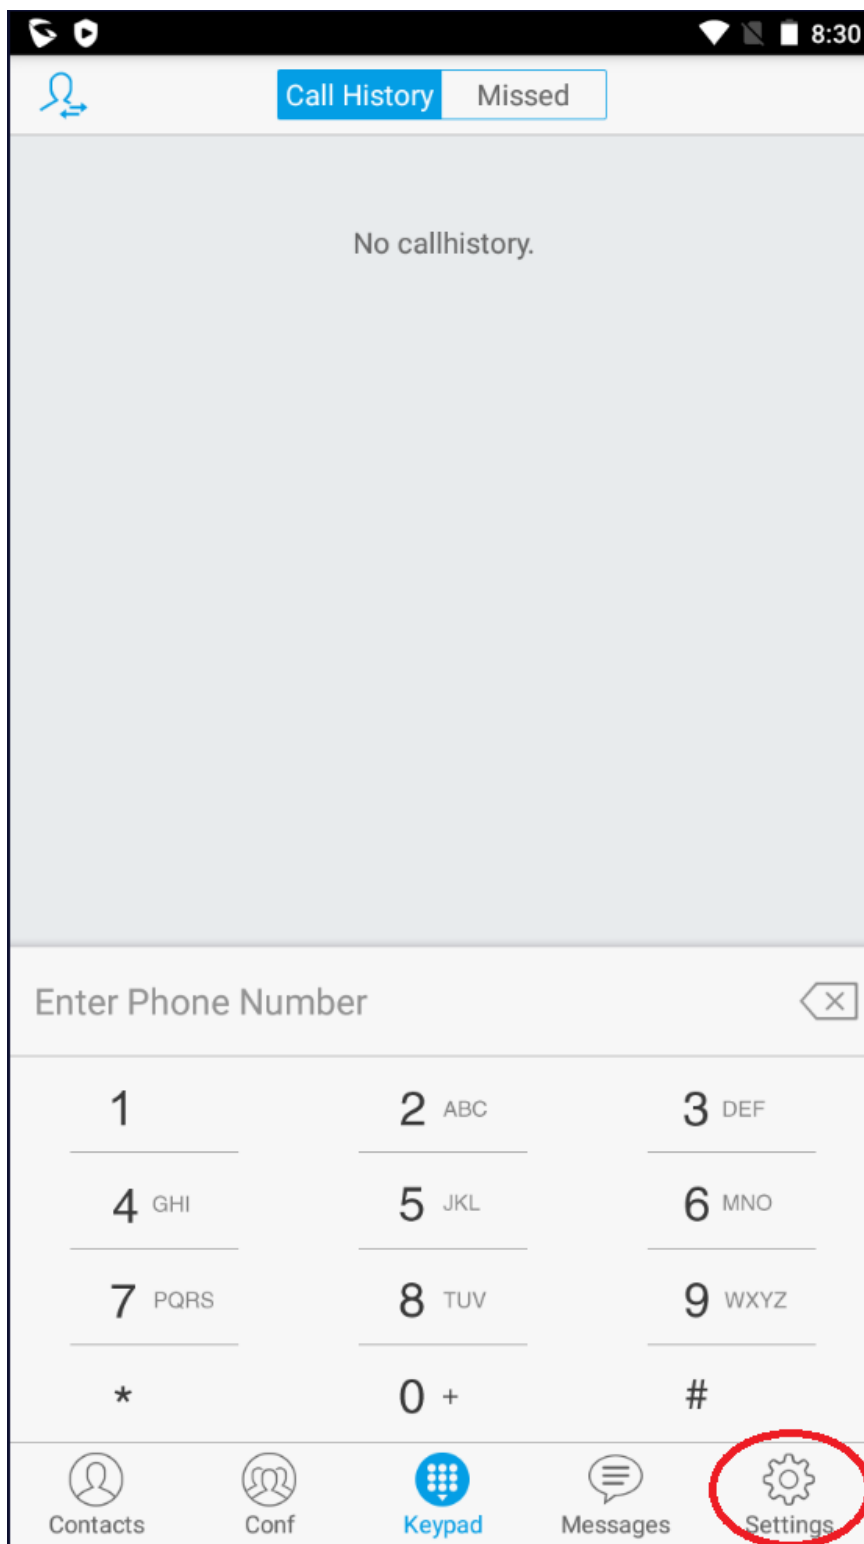 8:30
Call History Missed
No callhistory.
Enter Phone Number
1 2 ABC 3 DEF
4 GHI 5 JKL 6 MNO
7 PQRS 8 TUV 9 WXYZ
* 0 + #
Contacts Conf Keypad Messages Settings